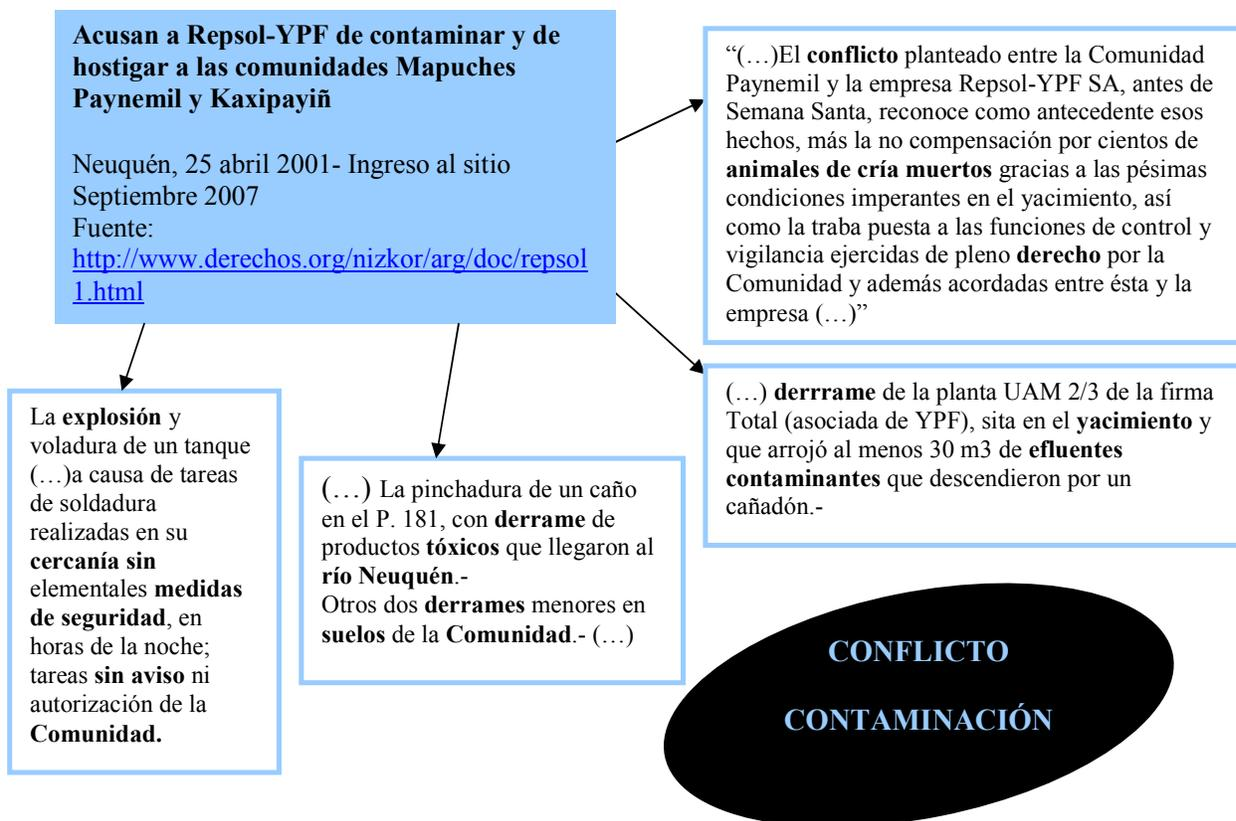 Acusan a Repsol-YPF de contaminar y de
hostigar a las comunidades Mapuches
Paynemil y Kaxipayiñ
Neuquén, 25 abril 2001- Ingreso al sitio
Septiembre 2007
Fuente:
http://www.derechos.org/nizkor/arg/doc/repsol
1.html
“(…)El conflicto planteado entre la Comunidad
Paynemil y la empresa Repsol-YPF SA, antes de
Semana Santa, reconoce como antecedente esos
hechos, más la no compensación por cientos de
animales de cría muertos gracias a las pésimas
condiciones imperantes en el yacimiento, así
como la traba puesta a las funciones de control y
vigilancia ejercidas de pleno derecho por la
Comunidad y además acordadas entre ésta y la
empresa (…)”
(…) derrrame de la planta UAM 2/3 de la firma
Total (asociada de YPF), sita en el yacimiento y
que arrojó al menos 30 m3 de efluentes
contaminantes que descendieron por un
cañadón.-
La explosión y
voladura de un tanque
(…)a causa de tareas
de soldadura
realizadas en su
cercanía sin
elementales medidas
de seguridad, en
horas de la noche;
tareas sin aviso ni
autorización de la
Comunidad.
(…) La pinchadura de un caño
en el P. 181, con derrame de
productos tóxicos que llegaron al
río Neuquén.-
Otros dos derrames menores en
suelos de la Comunidad.- (…)
CONFLICTO
CONTAMINACIÓN